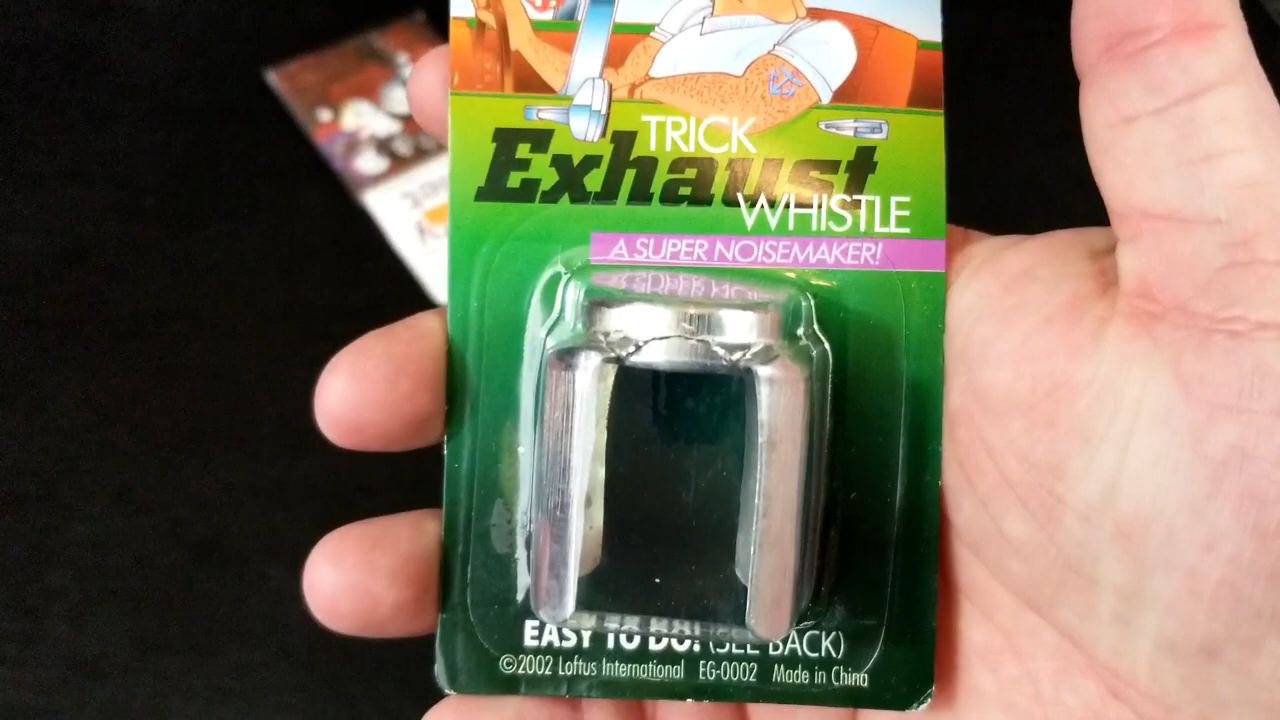 TRICK
Exhaust
WHISTLE
A SUPER NOISEMAKER!
EASY TO DO! (SEE BACK)
©2002 Loftus International EG-0002 Made in China